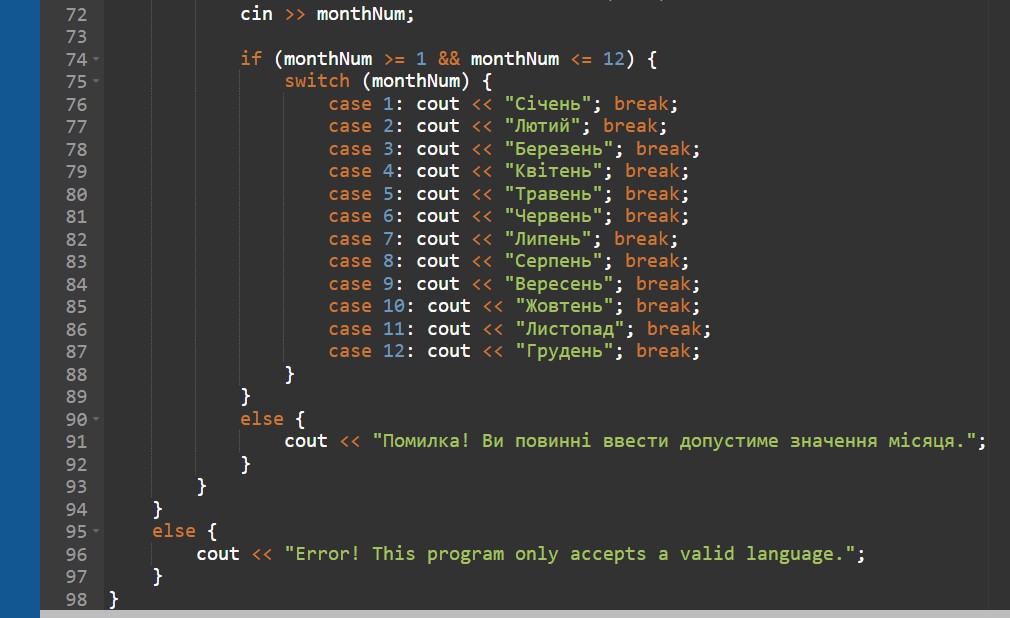 72 cin >> monthNum;
73
74 if (monthNum >= 1 && monthNum <= 12) {
75 switch (monthNum) {
76 case 1: cout << "Січень"; break;
77 case 2: cout << "Лютий"; break;
78 case 3: cout << "Березень"; break;
79 case 4: cout << "Квітень"; break;
80 case 5: cout << "Травень"; break;
81 case 6: cout << "Червень"; break;
82 case 7: cout << "Липень"; break;
83 case 8: cout << "Серпень"; break;
84 case 9: cout << "Вересень"; break;
85 case 10: cout << "Жовтень"; break;
86 case 11: cout << "Листопад"; break;
87 case 12: cout << "Грудень"; break;
88 }
89 }
90 else {
91 cout << "Помилка! Ви повинні ввести допустиме значення місяця.";
92 }
93 }
94 }
95 else {
96 cout << "Error! This program only accepts a valid language.";
97 }
98 }